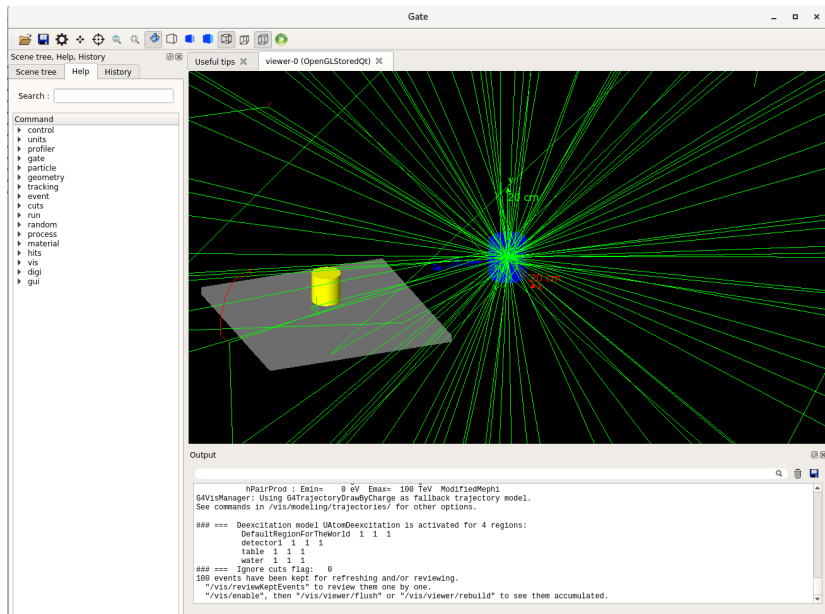 Gate
Scene tree, Help, History
Scene tree
Help
History
Search :
Command
control
units
profiler
gate
particle
geometry
tracking
event
cuts
run
random
process
material
hits
vis
digi
gui
Useful tips
viewer-0 (OpenGLStoredQt)
y
20 cm
20 cm
x
Output
hPairProd : Emin=    0 eV  Emax=  100 TeV  ModifiedMephi
G4VisManager: Using G4TrajectoryDrawByCharge as fallback trajectory model.
See commands in /vis/modeling/trajectories/ for other options.
### ===  Deexcitation model UAtomDeexcitation is activated for 4 regions:
DefaultRegionForTheWorld  1  1  1
detector1  1  1  1
table  1  1  1
water  1  1  1
### ===  Ignore cuts flag:   0
100 events have been kept for refreshing and/or reviewing.
"/vis/reviewKeptEvents" to review them one by one.
"/vis/enable", then "/vis/viewer/flush" or "/vis/viewer/rebuild" to see them accumulated.